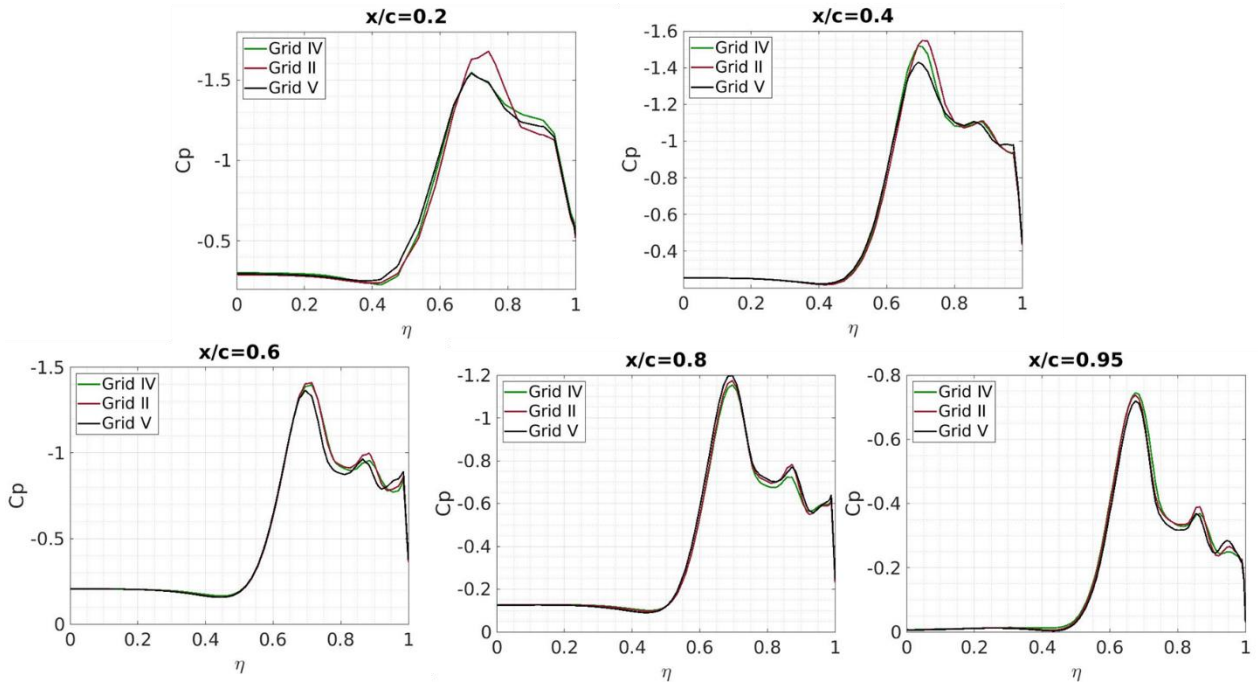 x/c=0.2
Grid IV
Grid II
Grid V
-1.5
-1
-0.5
Cp
0 0.2 0.4 0.6 0.8 1
η
x/c=0.4
Grid IV
Grid II
Grid V
-1.6
-1.4
-1.2
-1
-0.8
-0.6
-0.4
Cp
0 0.2 0.4 0.6 0.8 1
η
x/c=0.6
Grid IV
Grid II
Grid V
-1.5
-1
-0.5
0
Cp
0 0.2 0.4 0.6 0.8 1
η
x/c=0.8
Grid IV
Grid II
Grid V
-1.2
-1
-0.8
-0.6
-0.4
-0.2
0
Cp
0 0.2 0.4 0.6 0.8 1
η
x/c=0.95
Grid IV
Grid II
Grid V
-0.8
-0.6
-0.4
-0.2
0
Cp
0 0.2 0.4 0.6 0.8 1
η